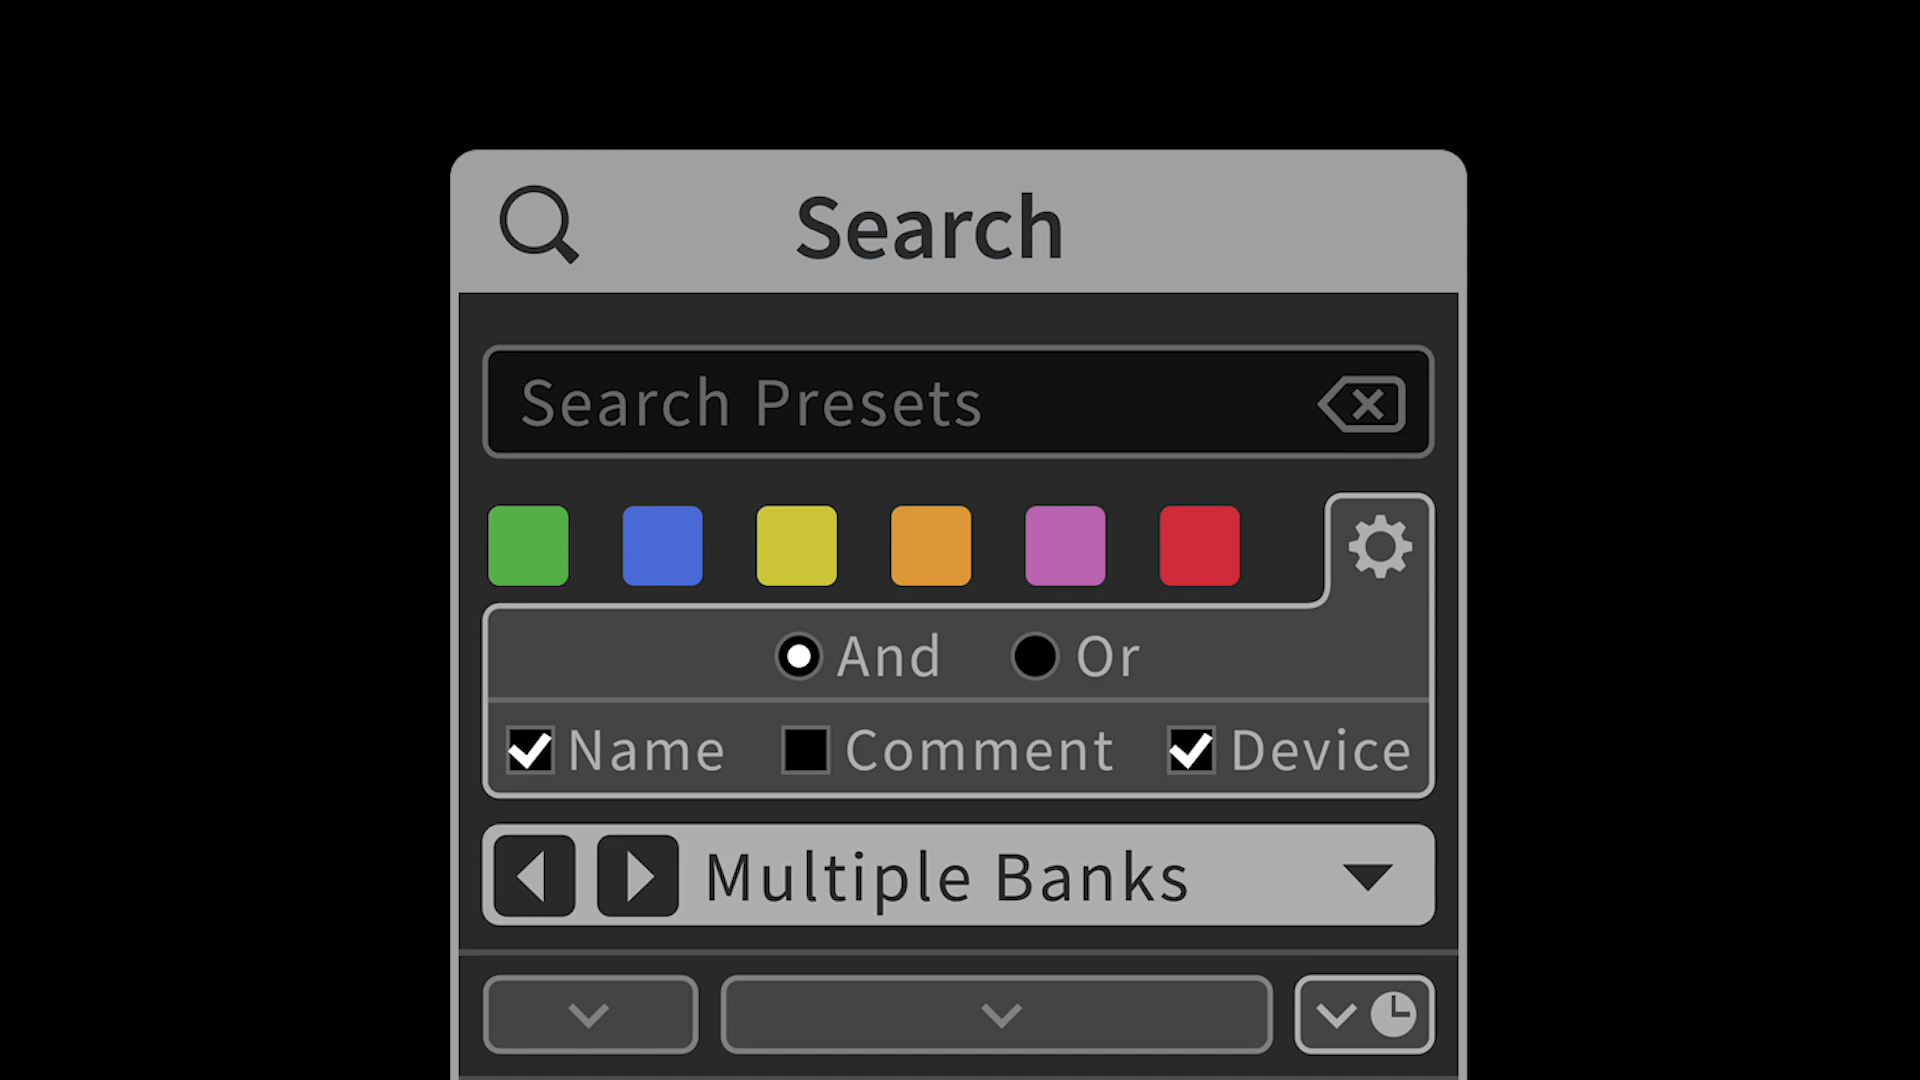 Search
Search Presets
And Or
Name Comment Device
Multiple Banks